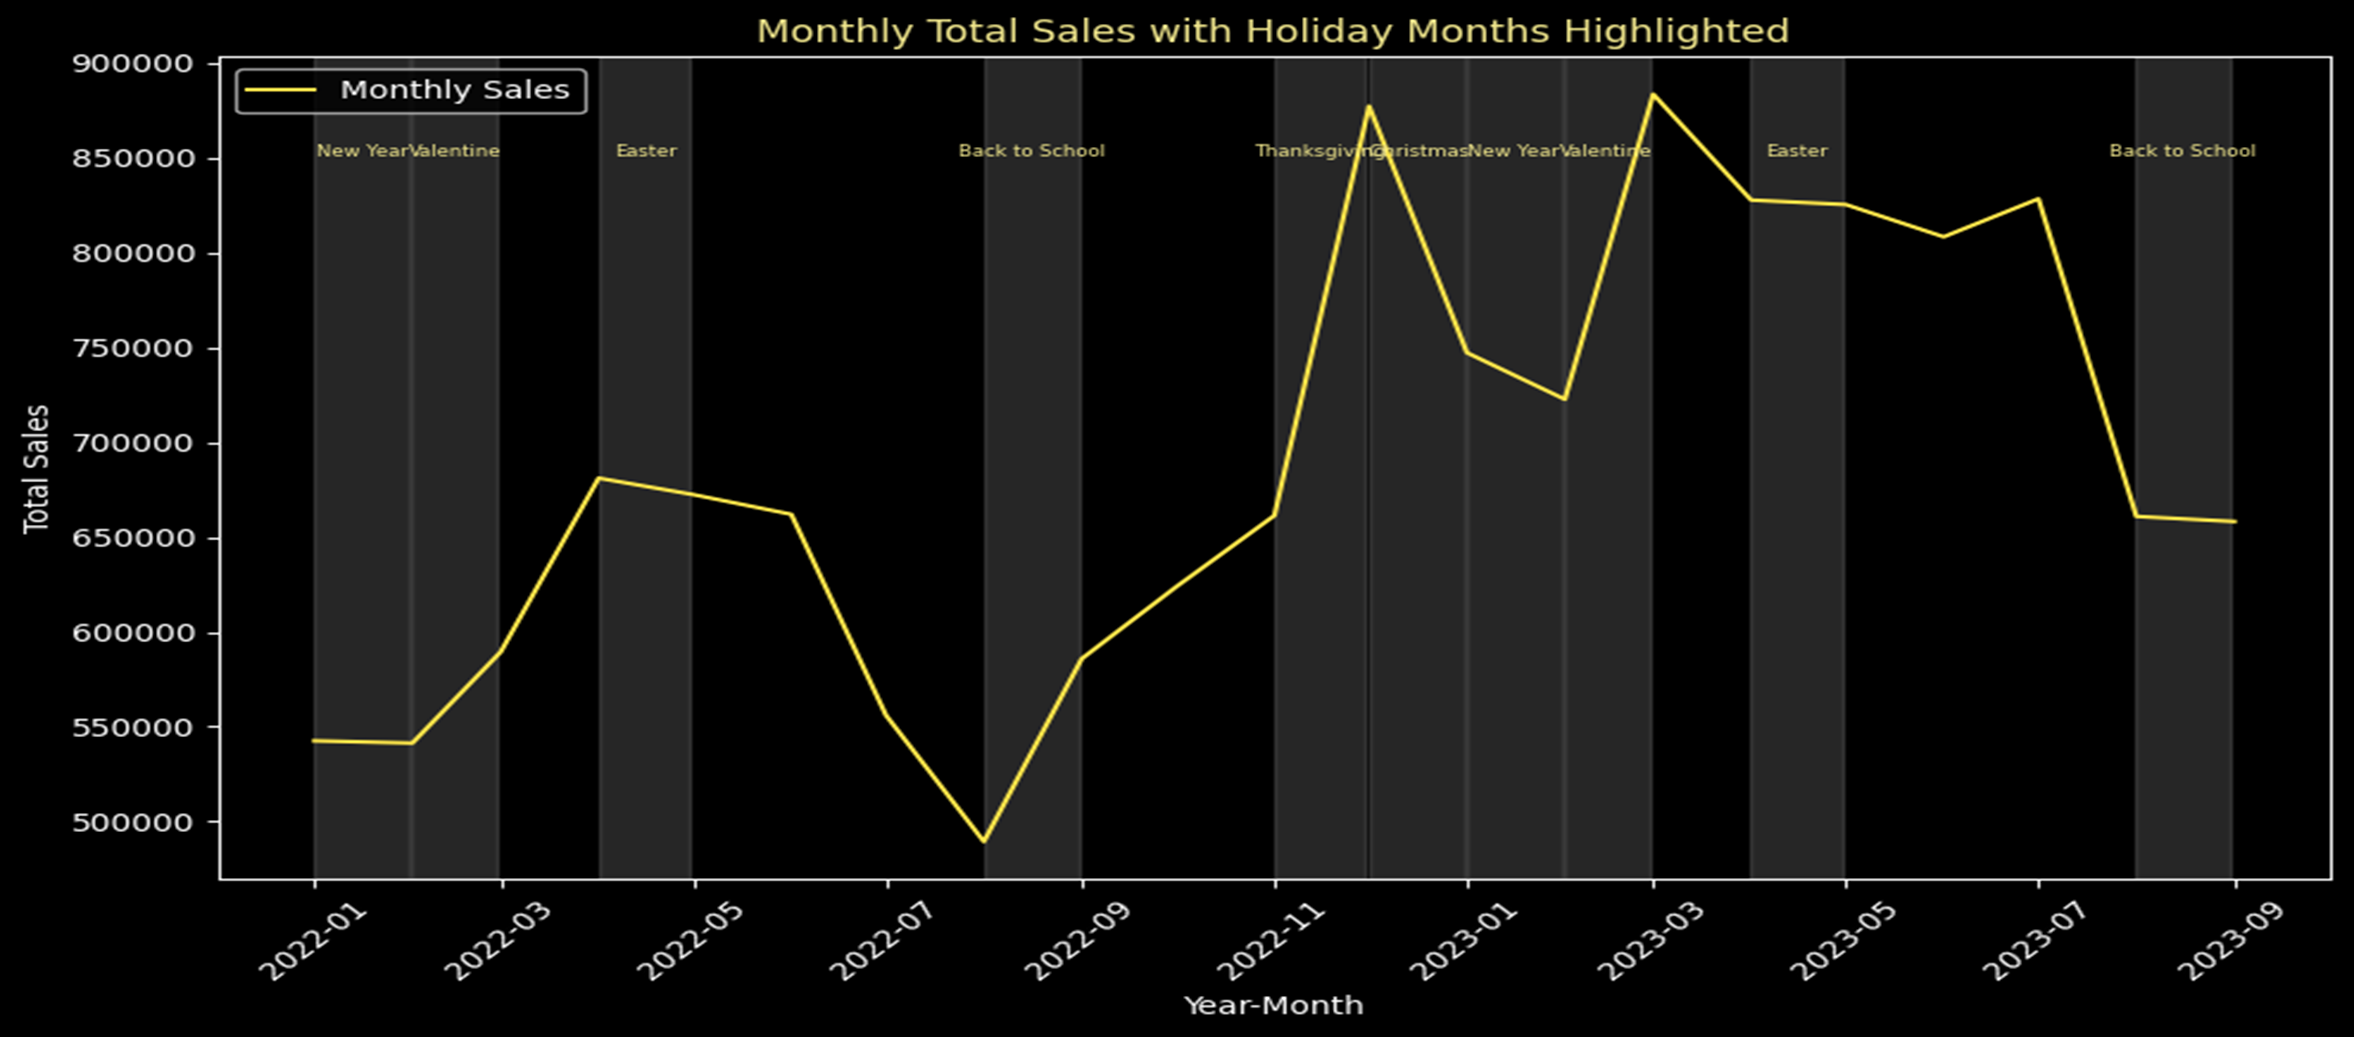 Monthly Total Sales with Holiday Months Highlighted
Monthly Sales
900000
850000
800000
750000
700000
650000
600000
550000
500000
Total Sales
New Year
Valentine
Easter
Back to School
Thanksgiving
Christmas
New Year
Valentine
Easter
Back to School
2022-01
2022-03
2022-05
2022-07
2022-09
2022-11
2023-01
2023-03
2023-05
2023-07
2023-09
Year-Month